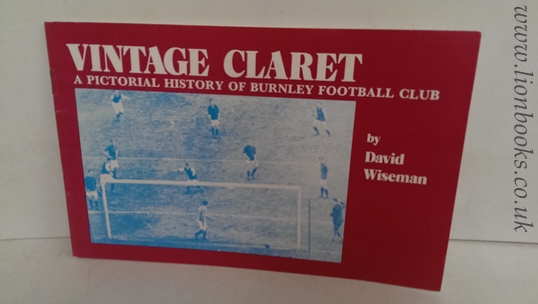 VINTAGE CLARET
A PICTORIAL HISTORY OF BURNLEY FOOTBALL CLUB
by
David
Wiseman
www.lionbooks.co.uk